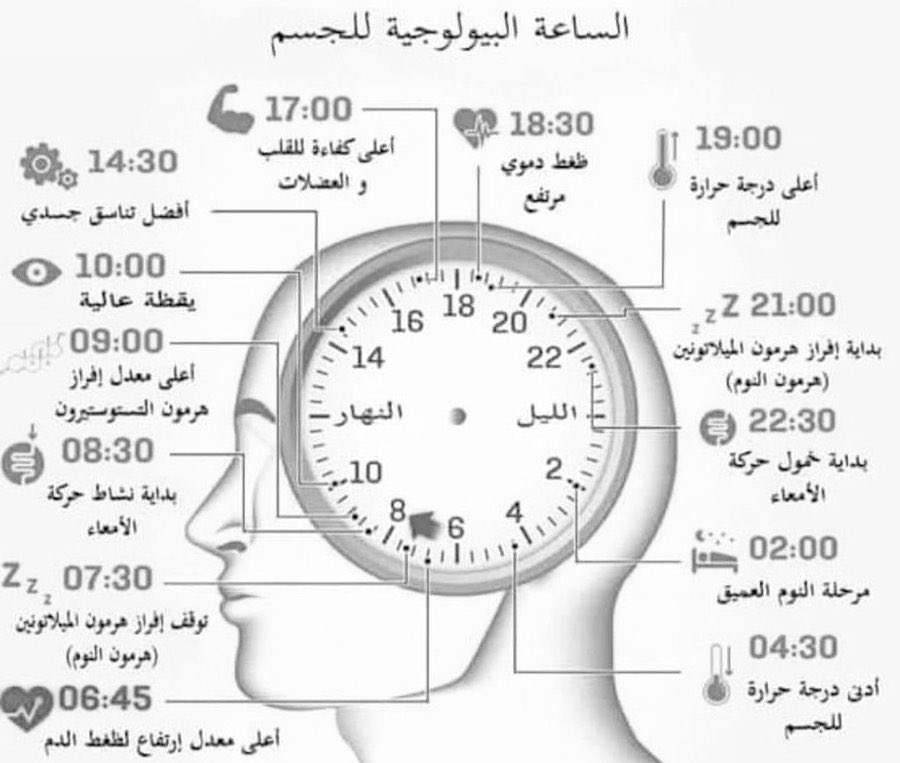 الساعة البيولوجية للجسم
17:00
أعلى كفاءة للقلب
و العضلات
18:30
ظغط دموي
مرتفع
19:00
أعلى درجة حرارة
للجسم
14:30
أفضل تناسق جسدي
10:00
يقظة عالية
09:00
أعلى معدل إفراز
هرمون التستوستيرون
08:30
بداية نشاط حركة
الأمعاء
Z z z 07:30
توقف إفراز هرمون الميلاتونين
(هرمون النوم)
06:45
أعلى معدل إرتفاع لظغط الدم
z z Z 21:00
بداية إفراز هرمون الميلاتونين
(هرمون النوم)
22:30
بداية خمول حركة
الأمعاء
02:00
مرحلة النوم العميق
04:30
أدنى درجة حرارة
للجسم
18
16
20
14
22
النهار
الليل
10
2
8
4
6